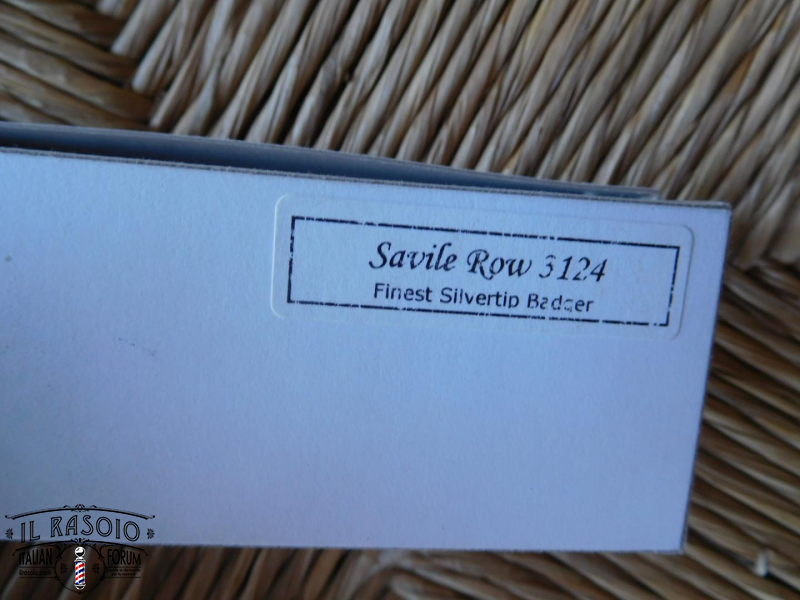 Savile Row 3124
Finest Silvertip Badger
IL RASOIO
ITALIAN FORUM